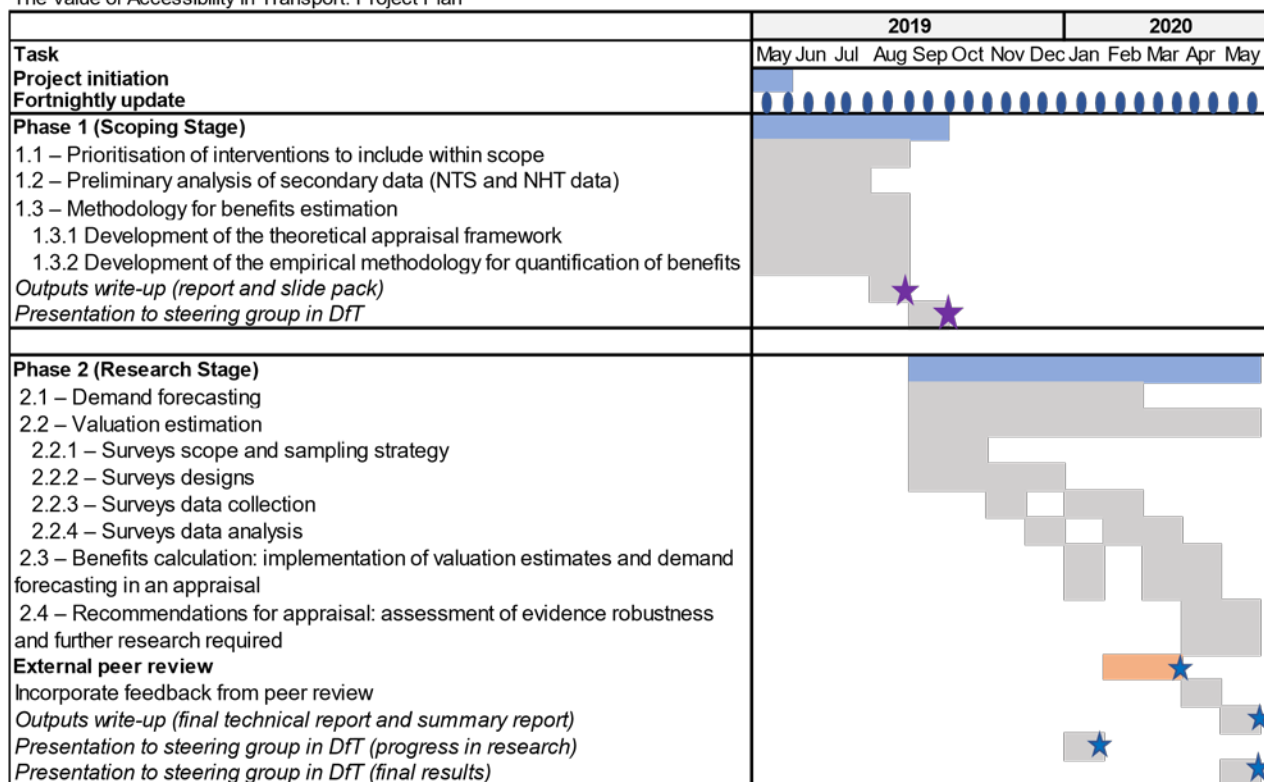 The Value of Accessibility in Transport: Project Plan
2019 2020
Task May Jun Jul Aug Sep Oct Nov Dec Jan Feb Mar Apr May
Project initiation
Fortnightly update
Phase 1 (Scoping Stage)
1.1 – Prioritisation of interventions to include within scope
1.2 – Preliminary analysis of secondary data (NTS and NHT data)
1.3 – Methodology for benefits estimation
1.3.1 Development of the theoretical appraisal framework
1.3.2 Development of the empirical methodology for quantification of benefits
Outputs write-up (report and slide pack)
Presentation to steering group in DfT
Phase 2 (Research Stage)
2.1 – Demand forecasting
2.2 – Valuation estimation
2.2.1 – Surveys scope and sampling strategy
2.2.2 – Surveys designs
2.2.3 – Surveys data collection
2.2.4 – Surveys data analysis
2.3 – Benefits calculation: implementation of valuation estimates and demand
forecasting in an appraisal
2.4 – Recommendations for appraisal: assessment of evidence robustness
and further research required
External peer review
Incorporate feedback from peer review
Outputs write-up (final technical report and summary report)
Presentation to steering group in DfT (progress in research)
Presentation to steering group in DfT (final results)